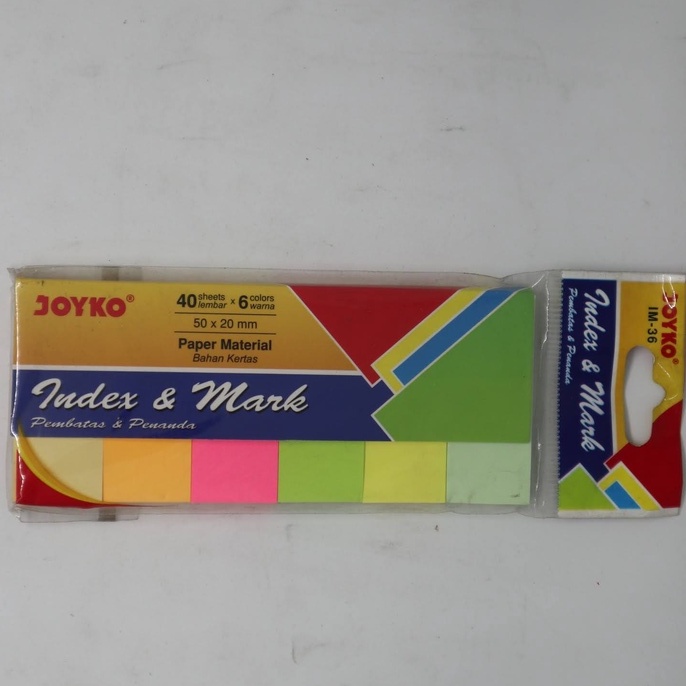 JOYKO®
40 sheets lembar x 6 colors warna
50 x 20 mm
Paper Material
Bahan Kertas
Index & Mark
Pembatas & Penanda
JOYKO®
IM-36
Index & Mark
Pembatas & Penanda